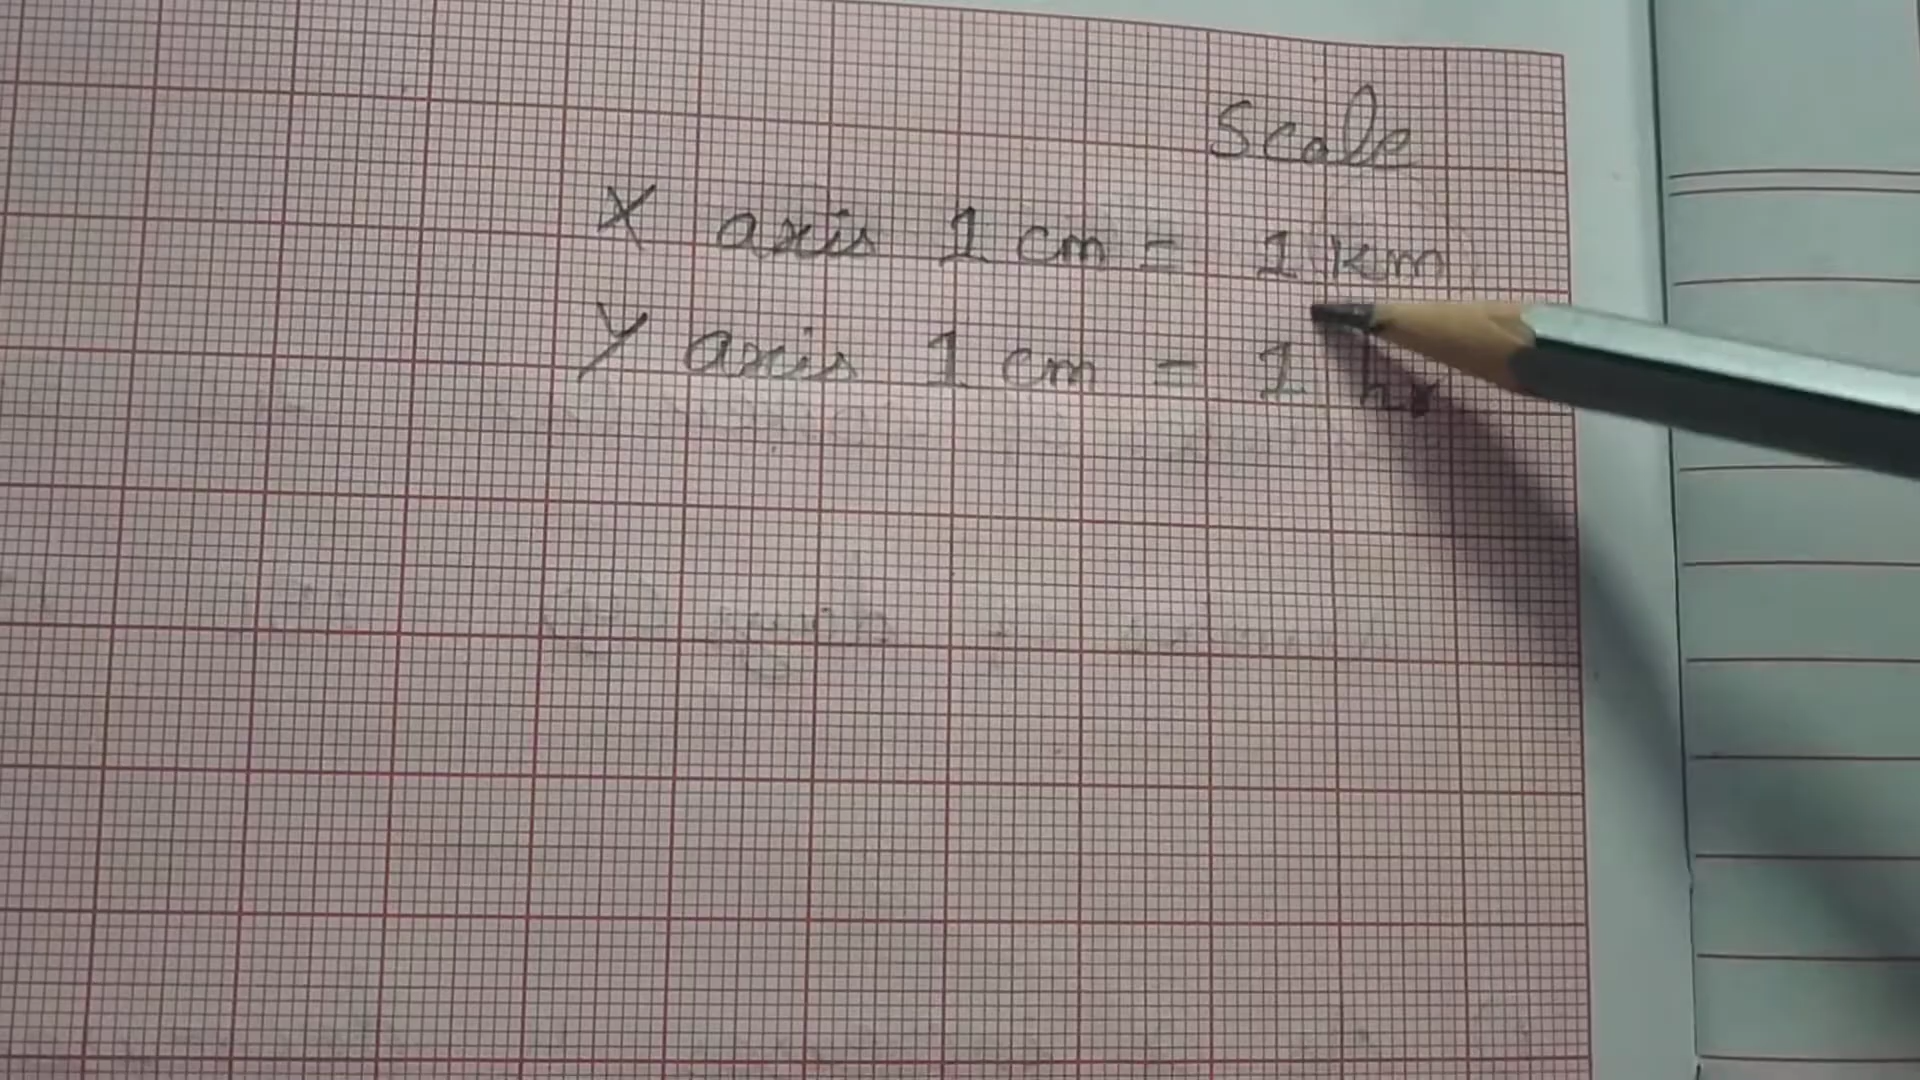 Scale
X axis 1 cm = 1 km
Y axis 1 cm = 1 hr